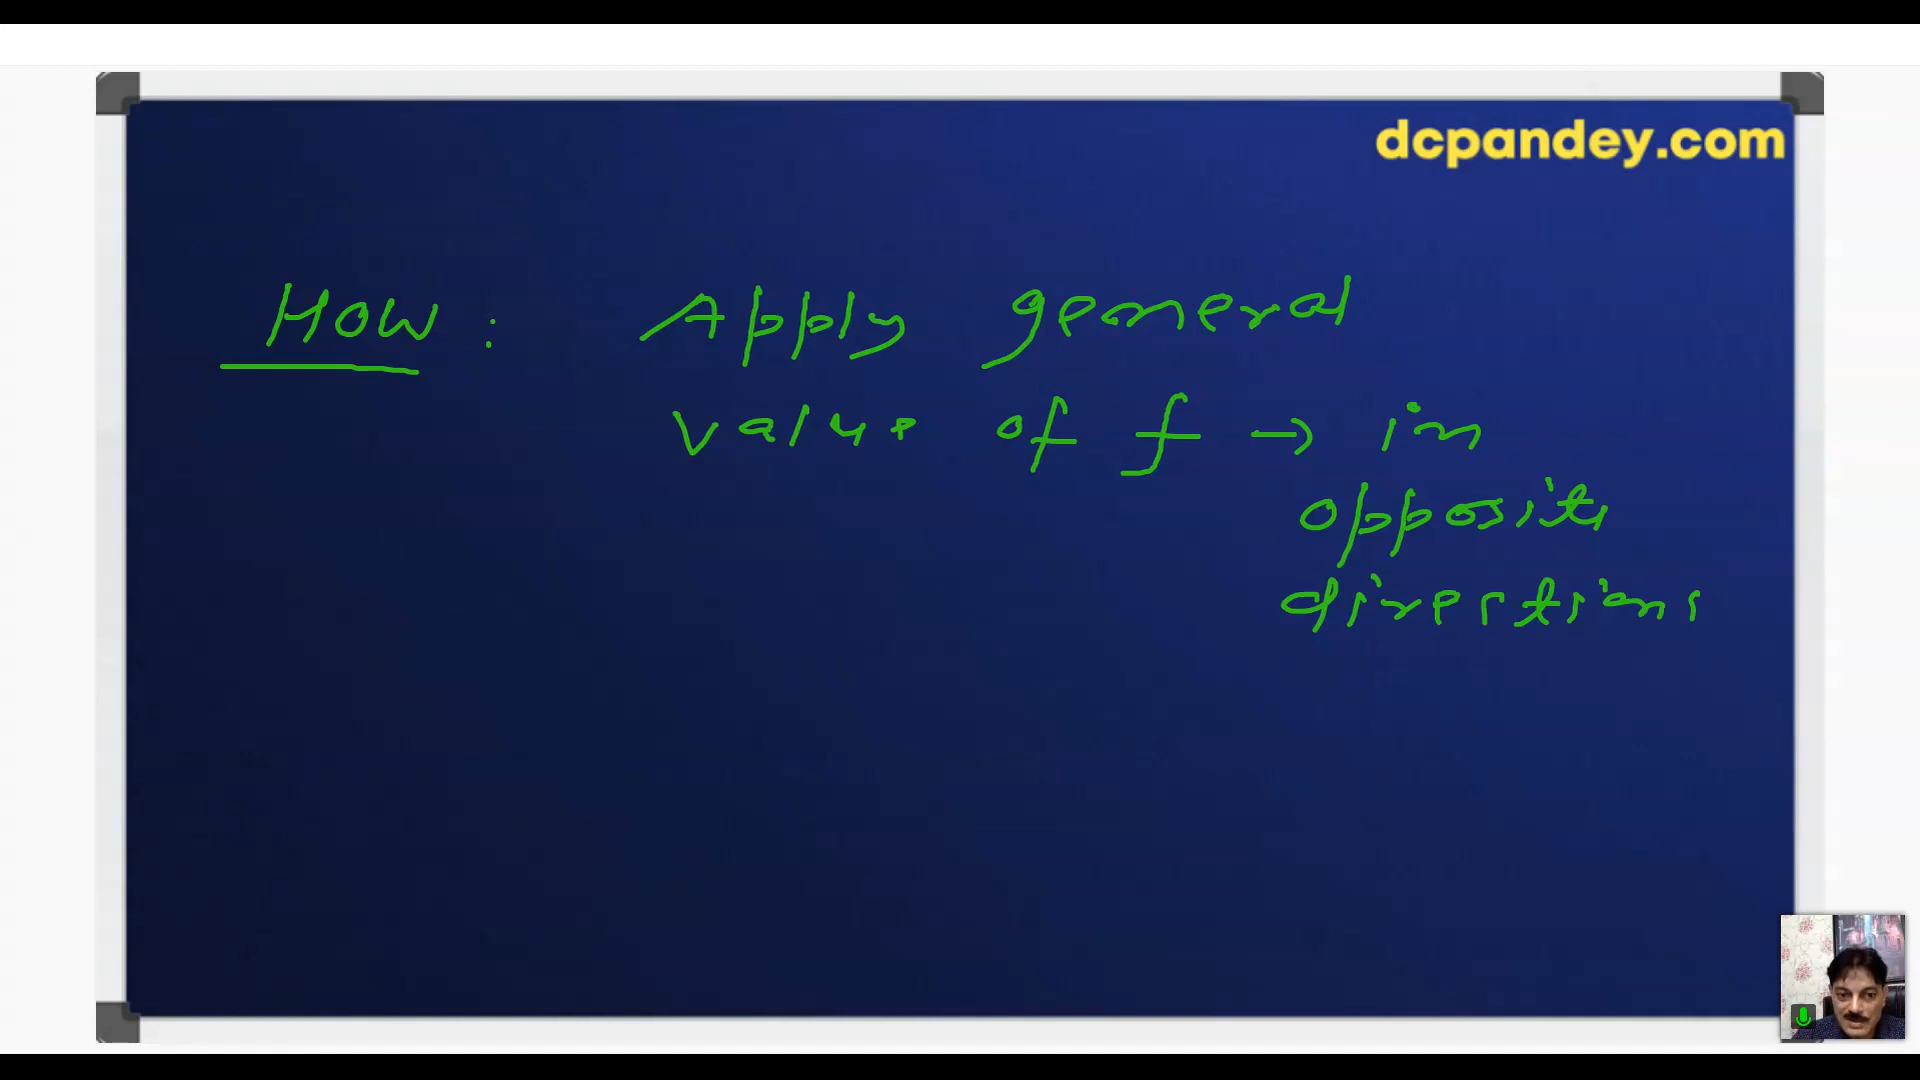 dcpandey.com
HOW : Apply general
value of f → in
opposite
directions